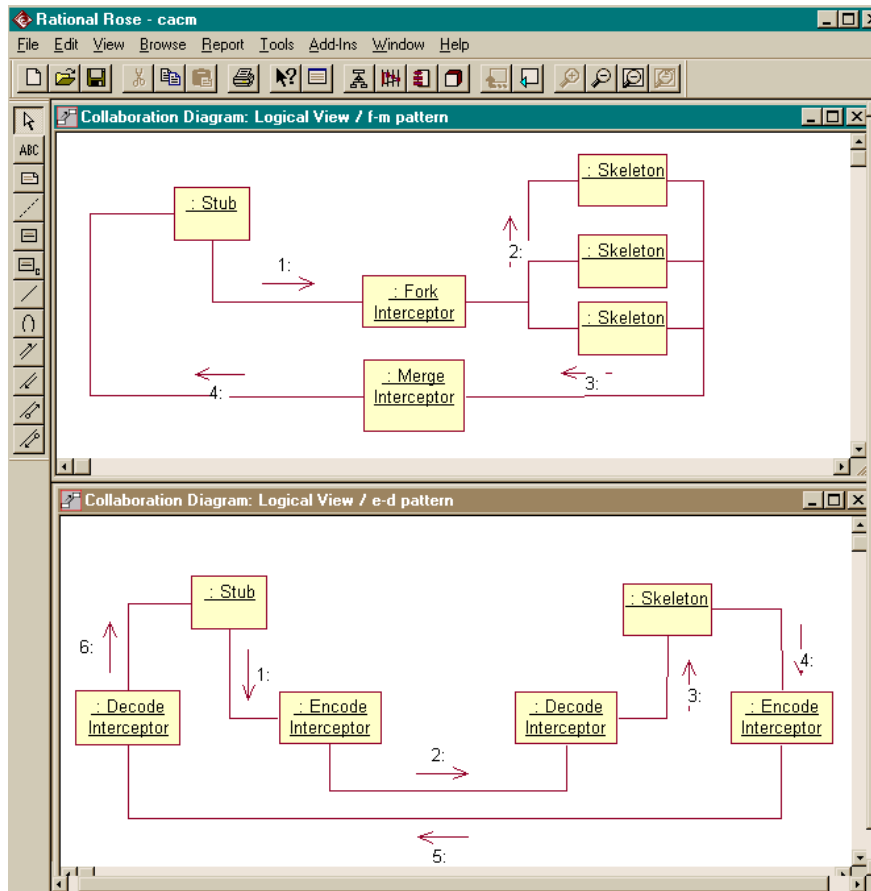 Rational Rose - cacm
File Edit View Browse Report Tools Add-Ins Window Help
ABC
Collaboration Diagram: Logical View / f-m pattern
: Stub
: Skeleton
: Skeleton
: Skeleton
1:
2:
: Fork
Interceptor
: Merge
Interceptor
3:
4:
Collaboration Diagram: Logical View / e-d pattern
: Stub
: Skeleton
6:
1:
4:
3:
: Decode
Interceptor
: Encode
Interceptor
: Decode
Interceptor
: Encode
Interceptor
2:
5: